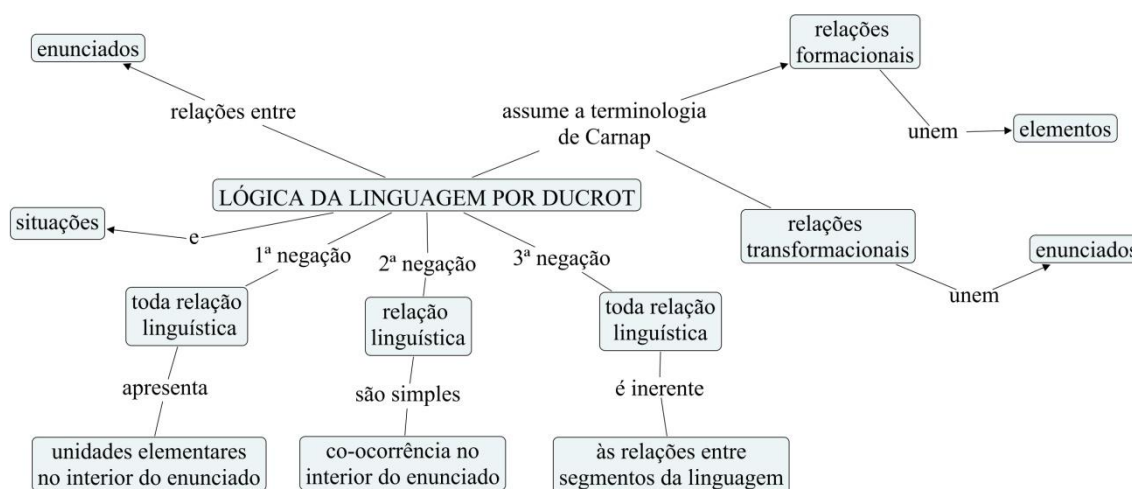 enunciados
relações entre
relações
formacionais
assume a terminologia
de Carnap
unem
elementos
LÓGICA DA LINGUAGEM POR DUCROT
situações
e
1ª negação
2ª negação
3ª negação
relações
transformacionais
enunciados
unem
toda relação
linguística
relação
linguística
toda relação
linguística
apresenta
são simples
é inerente
unidades elementares
no interior do enunciado
co-ocorrência no
interior do enunciado
às relações entre
segmentos da linguagem